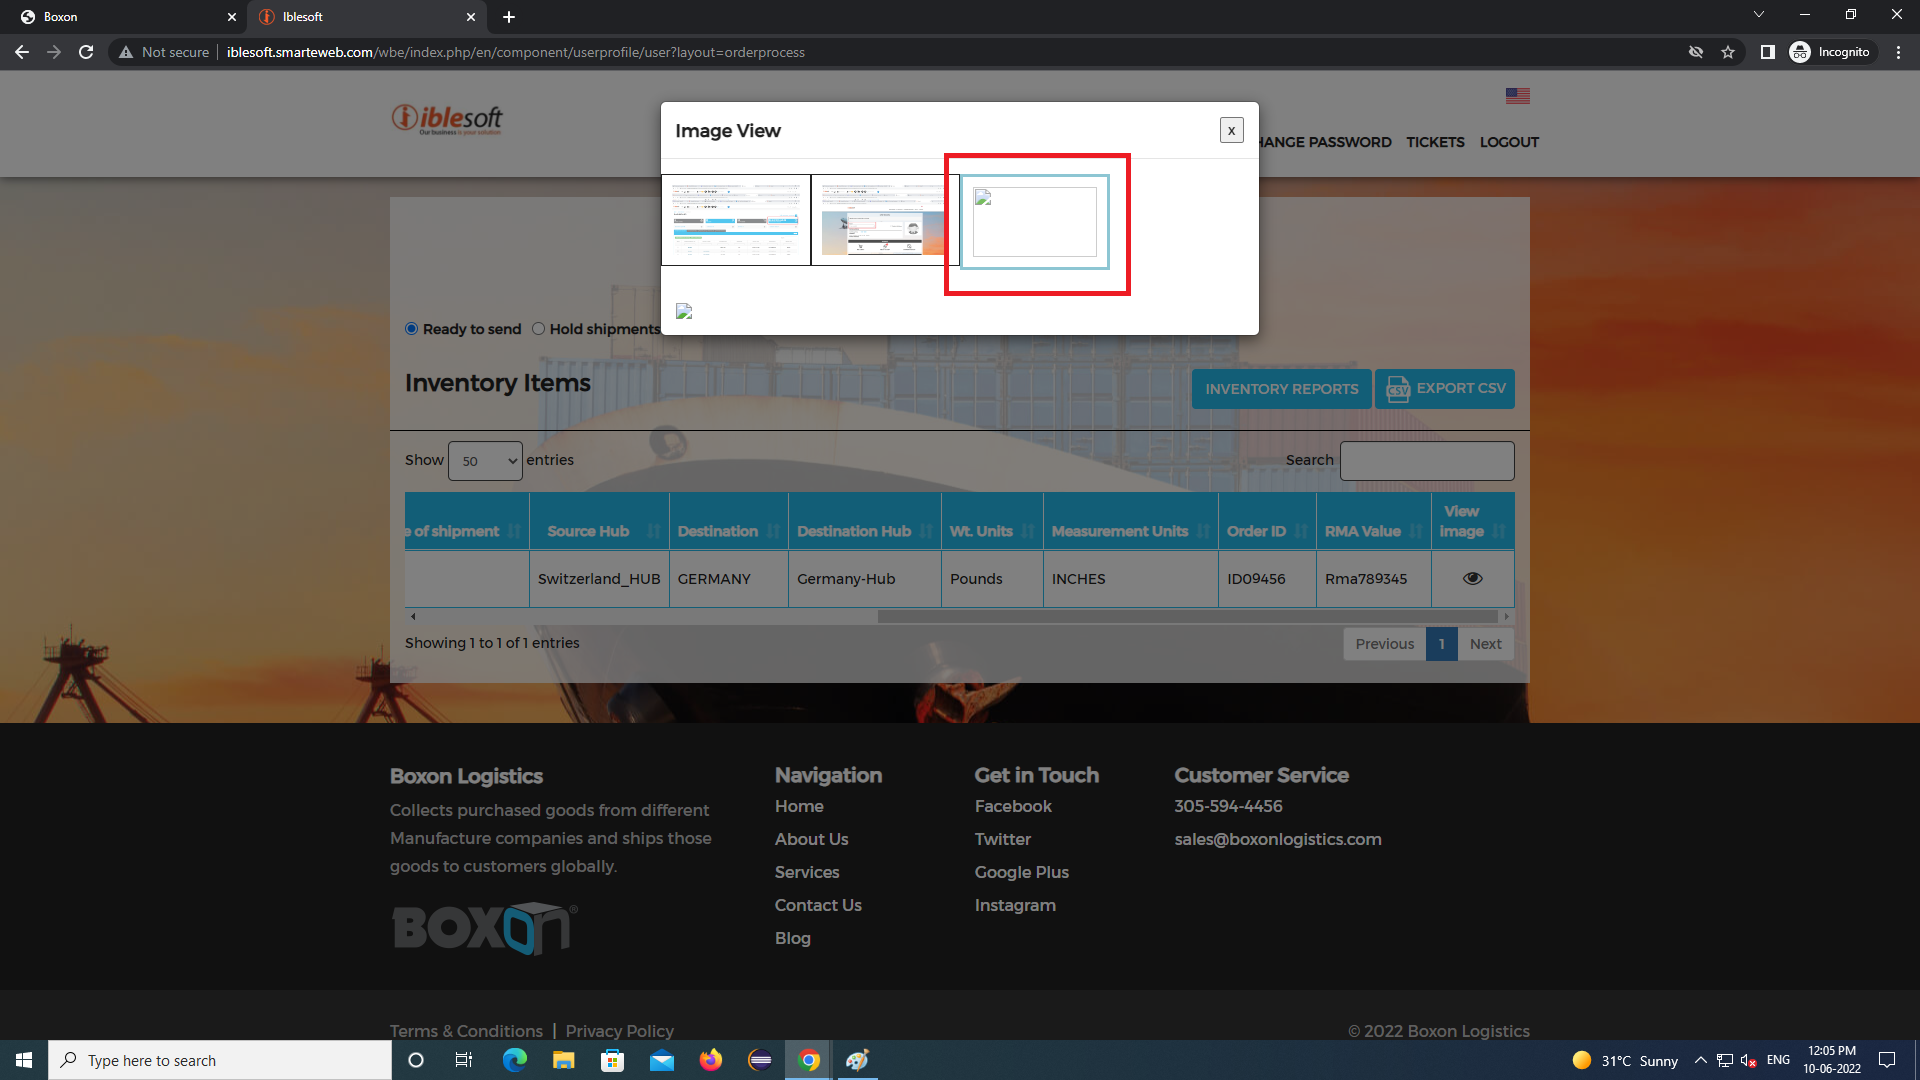 Boxon
Iblesoft
Not secure
iblesoft.smarteweb.com/wbe/index.php/en/component/userprofile/user?layout=orderprocess
Incognito
iblesoft
Our business is your solution
HANGE PASSWORD
TICKETS
LOGOUT
Image View
x
Ready to send
Hold shipments
Inventory Items
INVENTORY REPORTS
CSV EXPORT CSV
Show 50 entries
Search
e of shipment
Source Hub
Destination
Destination Hub
Wt. Units
Measurement Units
Order ID
RMA Value
View
image
Switzerland_HUB
GERMANY
Germany-Hub
Pounds
INCHES
ID09456
Rma789345
Showing 1 to 1 of 1 entries
Previous
1
Next
Boxon Logistics
Collects purchased goods from different
Manufacture companies and ships those
goods to customers globally.
BOXON®
Navigation
Home
About Us
Services
Contact Us
Blog
Get in Touch
Facebook
Twitter
Google Plus
Instagram
Customer Service
305-594-4456
sales@boxonlogistics.com
Terms & Conditions | Privacy Policy
© 2022 Boxon Logistics
Type here to search
31°C Sunny
ENG
12:05 PM
10-06-2022